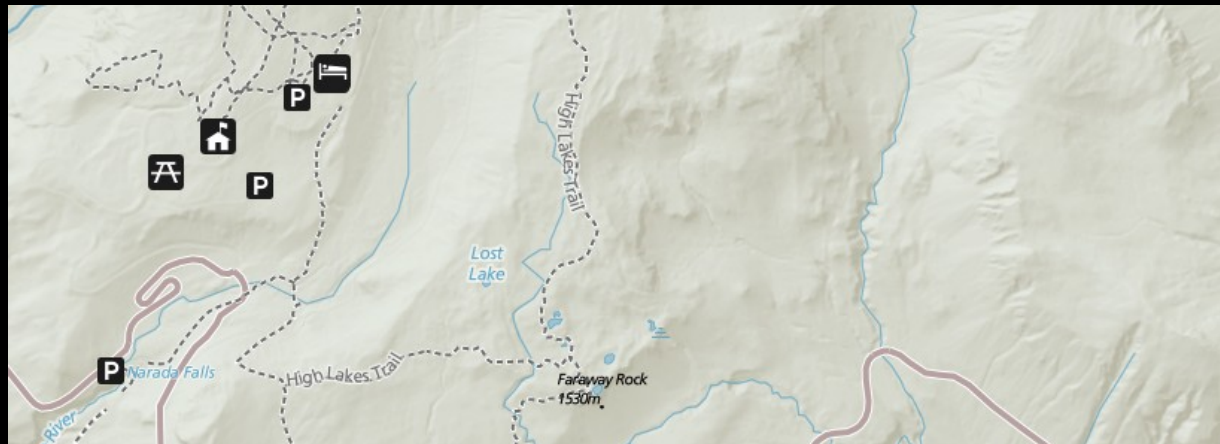 P
High Lakes Trail
P
Lost
Lake
P
Narada Falls
High Lakes Trail
Faraway Rock
1530m
River